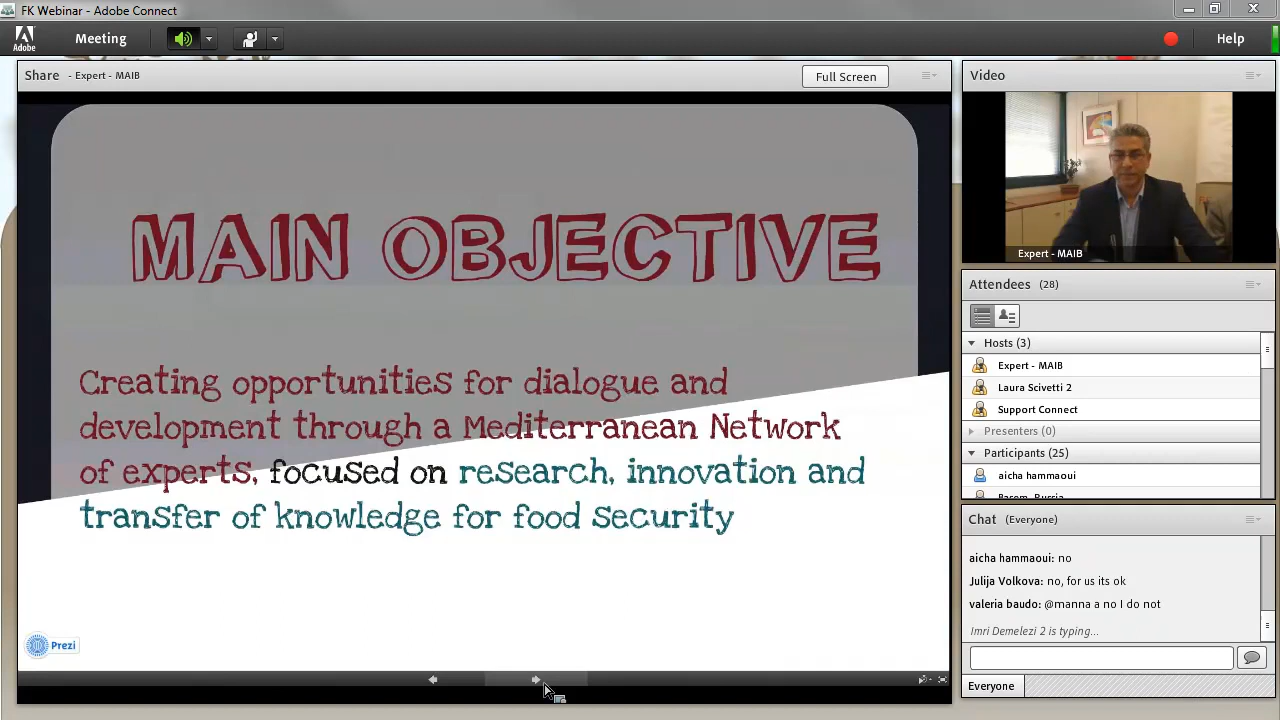 FK Webinar - Adobe Connect
Adobe
Meeting
Help
Share - Expert - MAIB
Full Screen
MAIN OBJECTIVE
Creating opportunities for dialogue and
development through a Mediterranean Network
of experts, focused on research, innovation and
transfer of knowledge for food security
Prezi
Video
Expert - MAIB
Attendees (28)
Hosts (3)
Expert - MAIB
Laura Scivetti 2
Support Connect
Presenters (0)
Participants (25)
aicha hammaoui
Basem, Russia
Chat (Everyone)
aicha hammaoui: no
Julija Volkova: no, for us its ok
valeria baudo: @manna a no I do not
Imri Demelezi 2 is typing...
Everyone